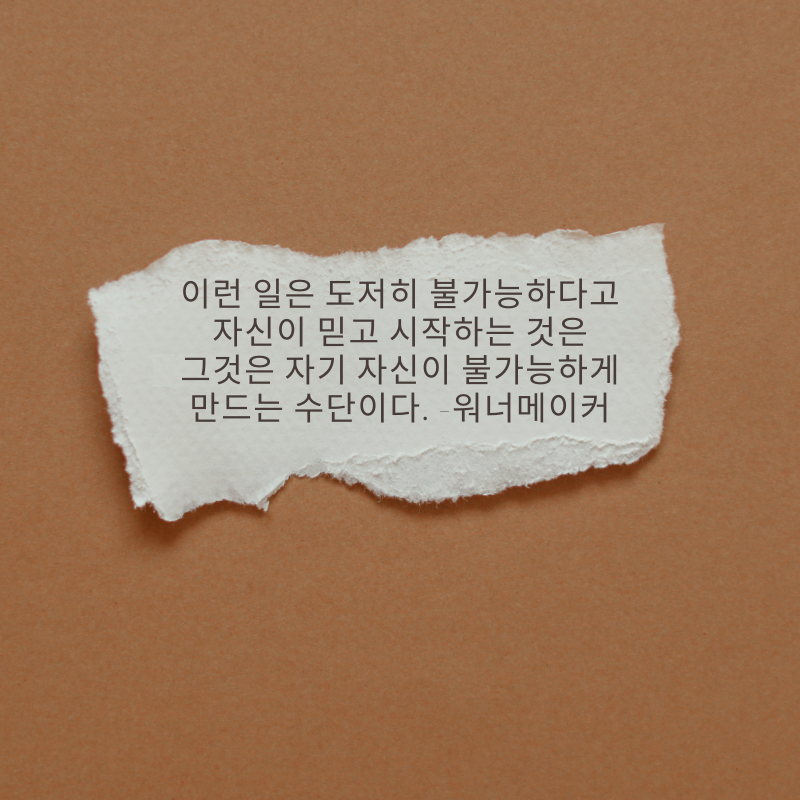 이런 일은 도저히 불가능하다고
자신이 믿고 시작하는 것은
그것은 자기 자신이 불가능하게
만드는 수단이다. -워너메이커